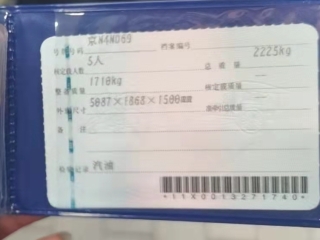 号牌号码 京N4W069 档案编号
核定载人数 5人 总质量 2225kg
整备质量 1710kg 核定载质量
外廓尺寸 5087×1868×1500mm 准牵引总质量
备注
检验记录 汽油
*11X0013271740*